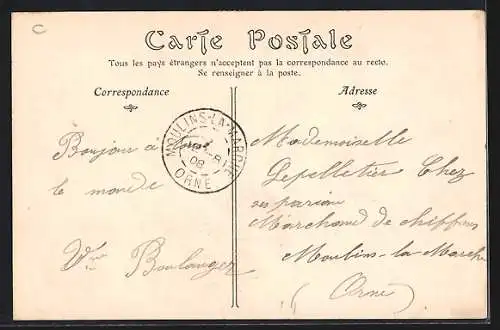 C
Carte Postale
Tous les pays étrangers n'acceptent pas la correspondance au recto.
Se renseigner à la poste.
Correspondance
Adresse
MOULINS-LA-MARCHE
08
ORNE
Bonjour à tout
le monde
Vve Boulanger
Mademoiselle
Lepelletier Chez
ses parian
Marchand de chiffons
Moulins-la-Marche
(Orne)